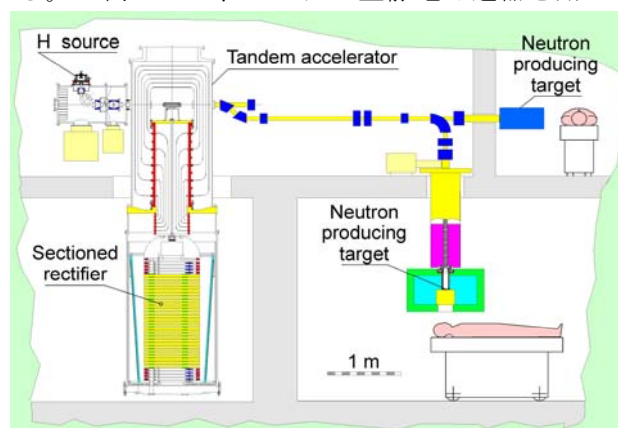 H source
Tandem accelerator
Neutron
producing
target
Neutron
producing
target
Sectioned
rectifier
1 m